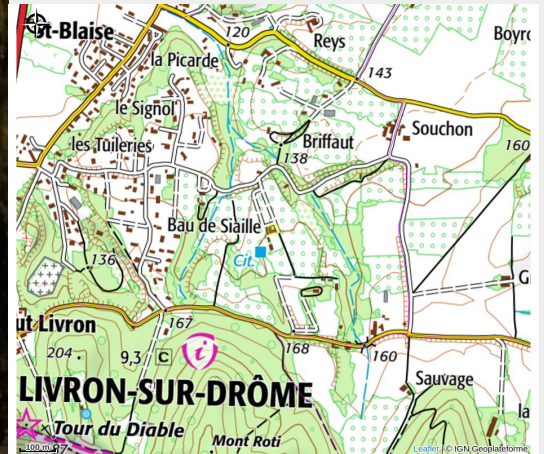 St-Blaise
120
Reys
Boyro
la Picarde
143
le Signol
Souchon
les Tuileries
Briffaut
160
138
Bau de Siaille
Cit.
136
G
167
ut Livron
168
160
204
9,3
C
i
LIVRON-SUR-DRÔME
Sauvage
la
Tour du Diable
Mont Roti
100 m
Leaflet | © IGN Geoplateforme